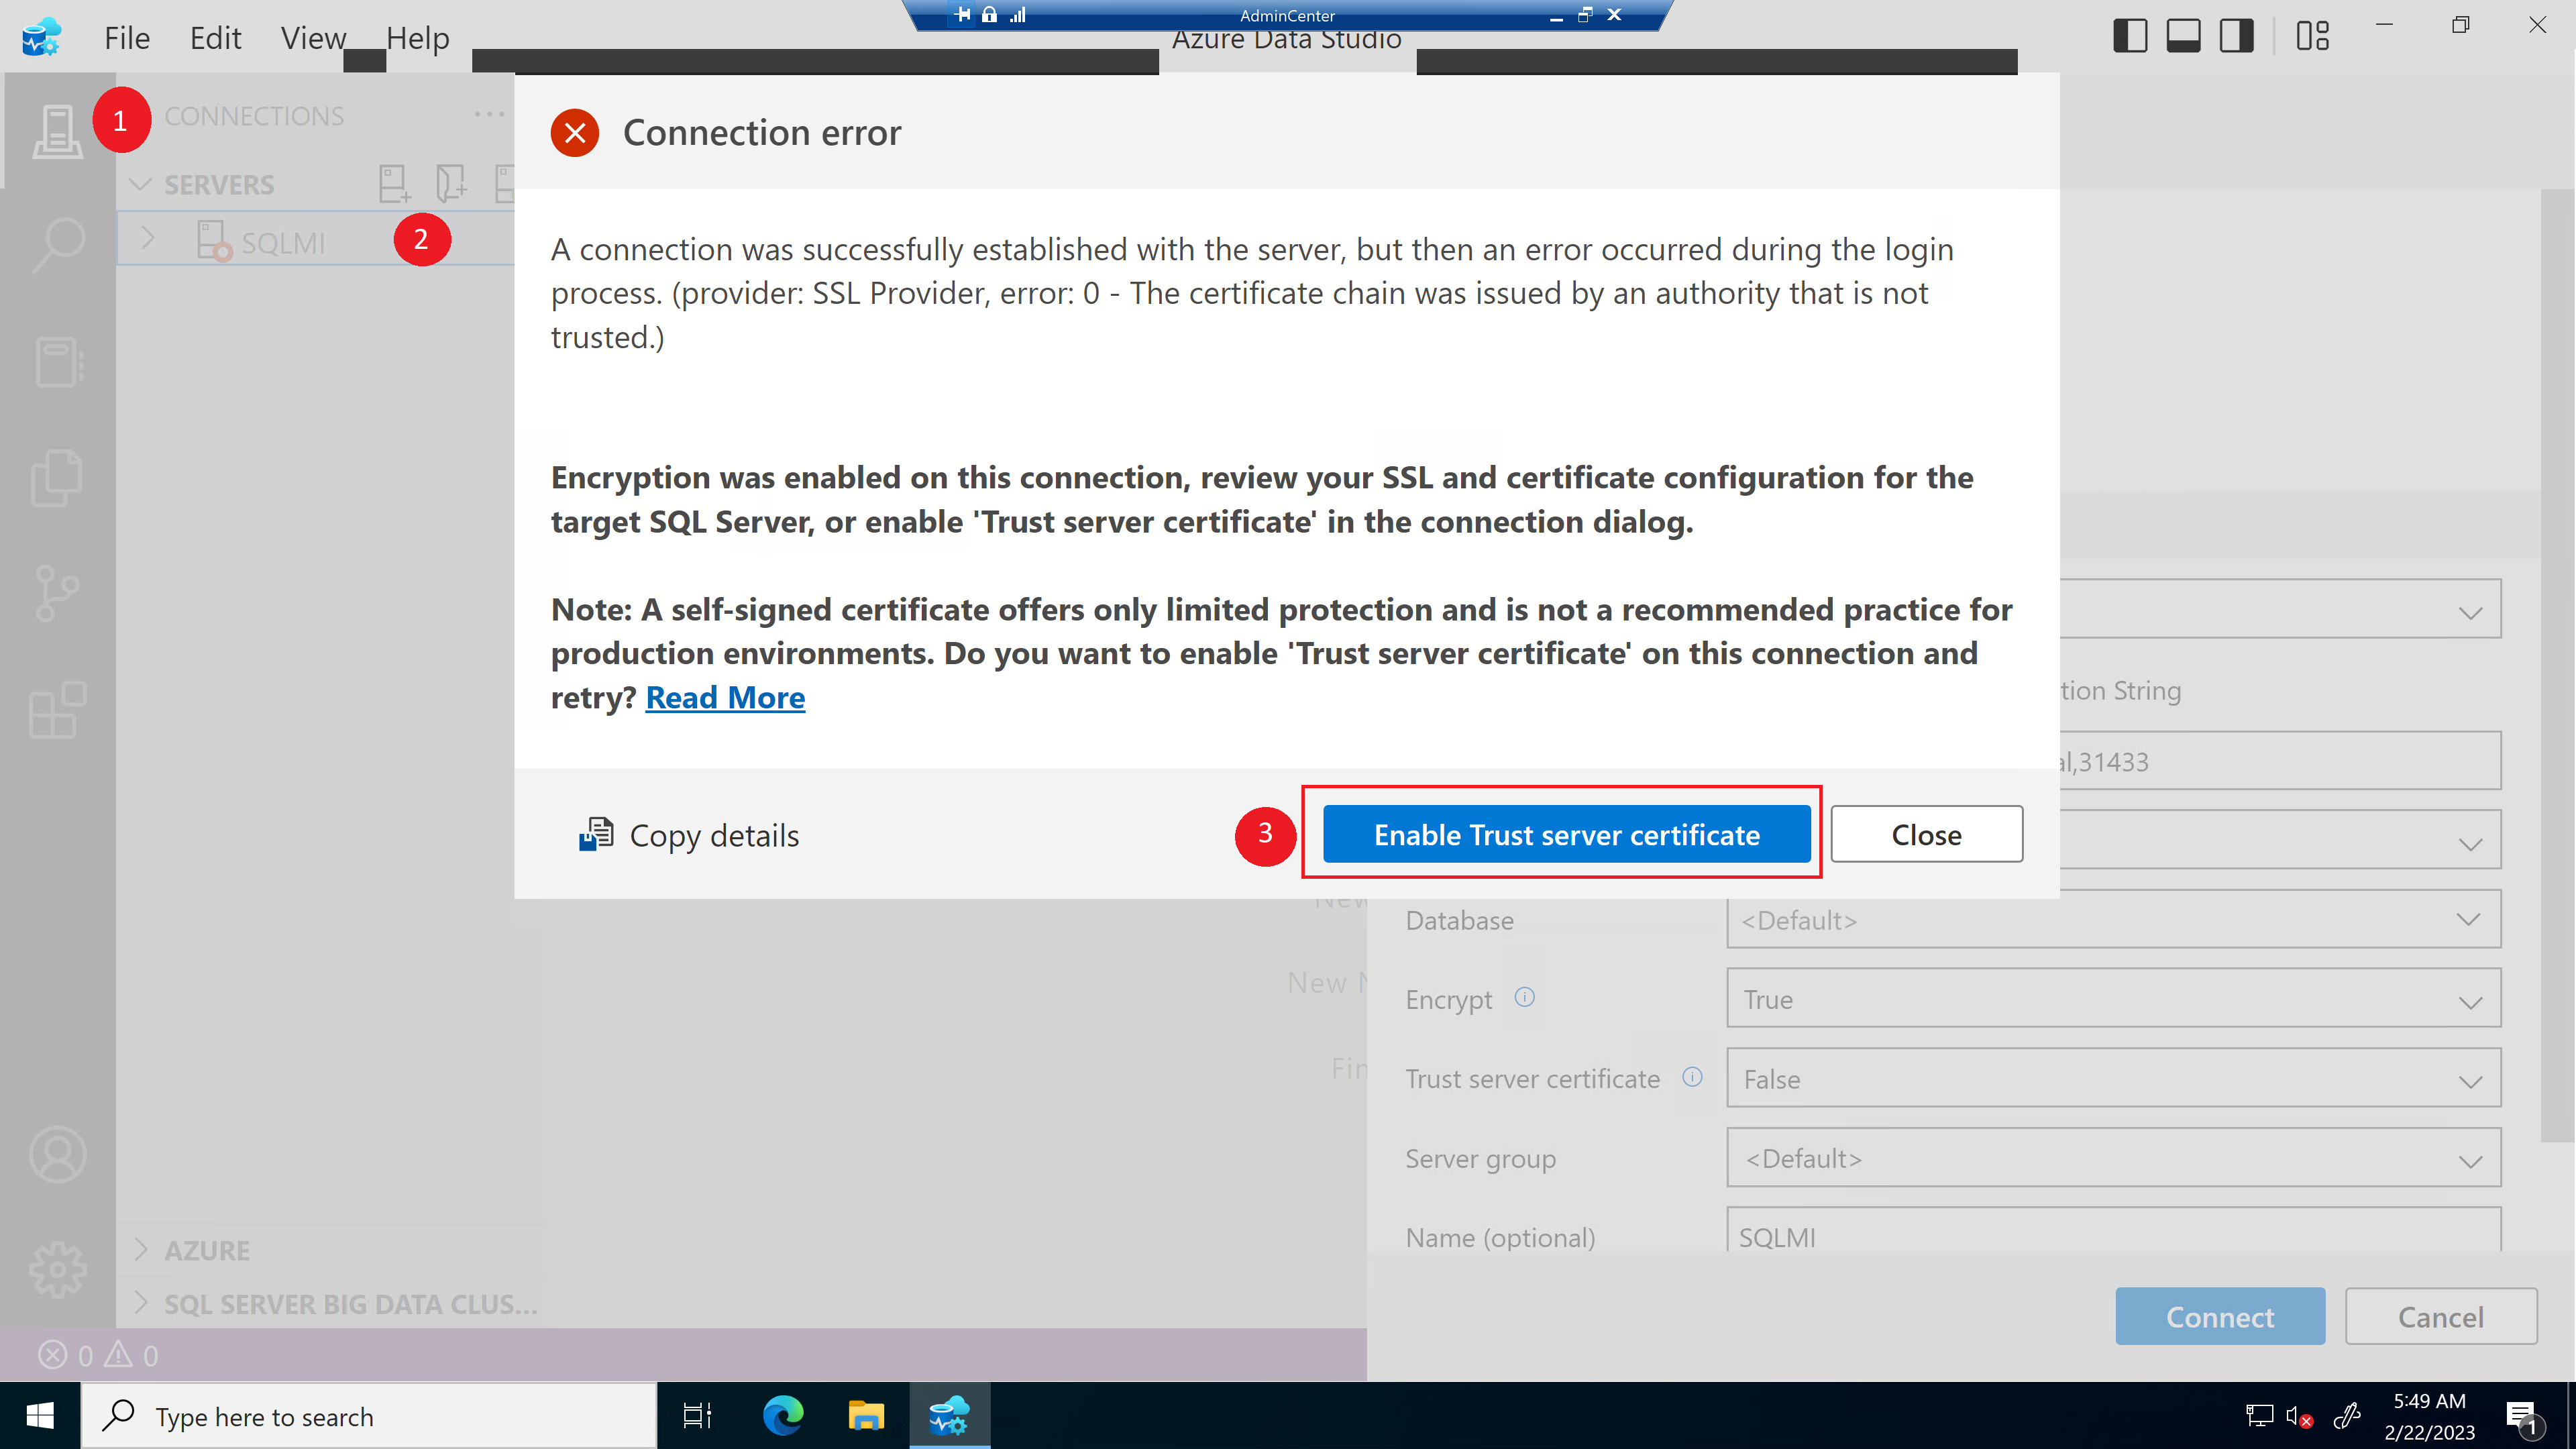 AdminCenter
File Edit View Help
Azure Data Studio
1
CONNECTIONS
SERVERS
SQLMI
2
Connection error
A connection was successfully established with the server, but then an error occurred during the login
process. (provider: SSL Provider, error: 0 - The certificate chain was issued by an authority that is not
trusted.)
Encryption was enabled on this connection, review your SSL and certificate configuration for the
target SQL Server, or enable 'Trust server certificate' in the connection dialog.
Note: A self-signed certificate offers only limited protection and is not a recommended practice for
production environments. Do you want to enable 'Trust server certificate' on this connection and
retry? Read More
Copy details
3
Enable Trust server certificate
Close
tion String
al,31433
New
New N
Fin
Database
<Default>
Encrypt
True
Trust server certificate
False
Server group
<Default>
Name (optional)
SQLMI
Connect
Cancel
AZURE
SQL SERVER BIG DATA CLUS...
0 0
Type here to search
5:49 AM
2/22/2023
1